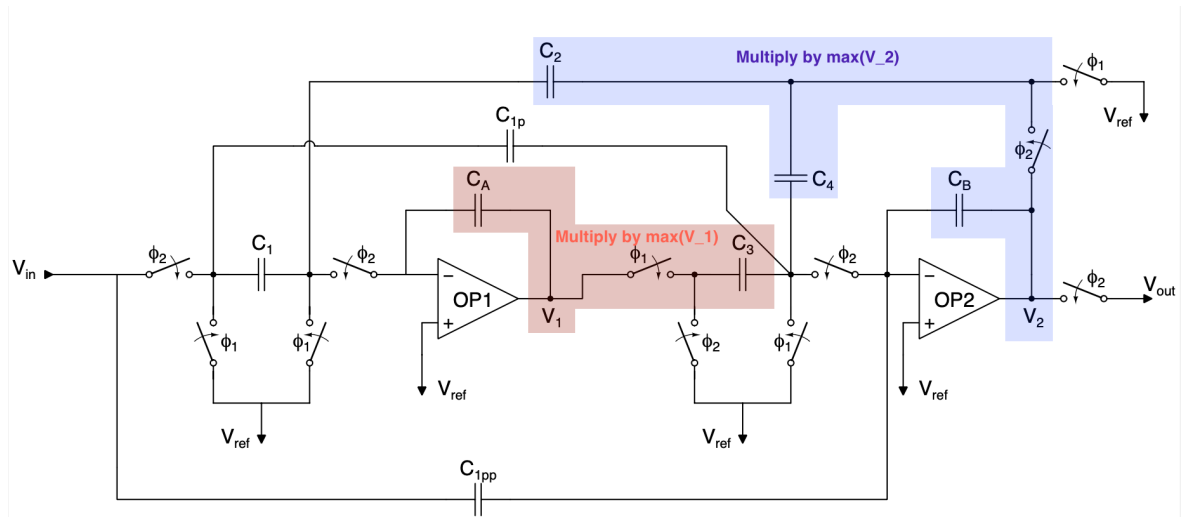 C2
Multiply by max(V_2)
ϕ1
Vref
C1p
ϕ2
CA
C4
CB
Multiply by max(V_1)
ϕ2
C1
ϕ2
ϕ1
C3
ϕ2
ϕ2
Vin
−
OP1
+
−
OP2
+
Vout
V1
V2
ϕ1
ϕ1
ϕ2
ϕ1
Vref
Vref
Vref
Vref
C1pp